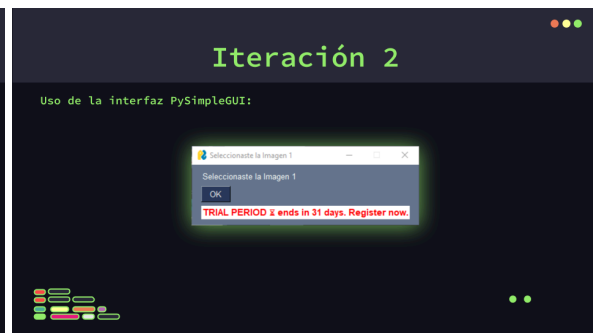 Iteración 2
Uso de la interfaz PySimpleGUI:
Seleccionaste la Imagen 1
Seleccionaste la Imagen 1
OK
TRIAL PERIOD ⌛ ends in 31 days. Register now.